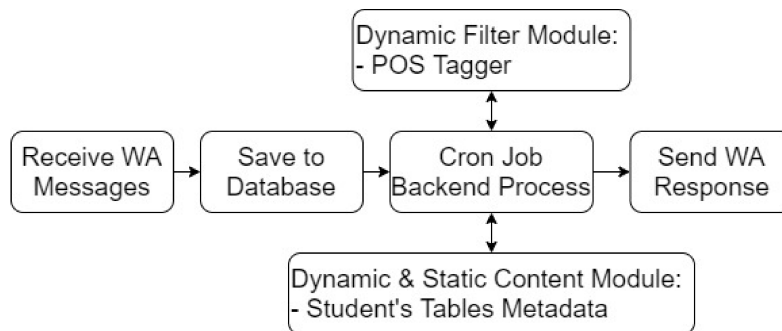 Dynamic Filter Module:
- POS Tagger
Receive WA
Messages
Save to
Database
Cron Job
Backend Process
Send WA
Response
Dynamic & Static Content Module:
- Student's Tables Metadata